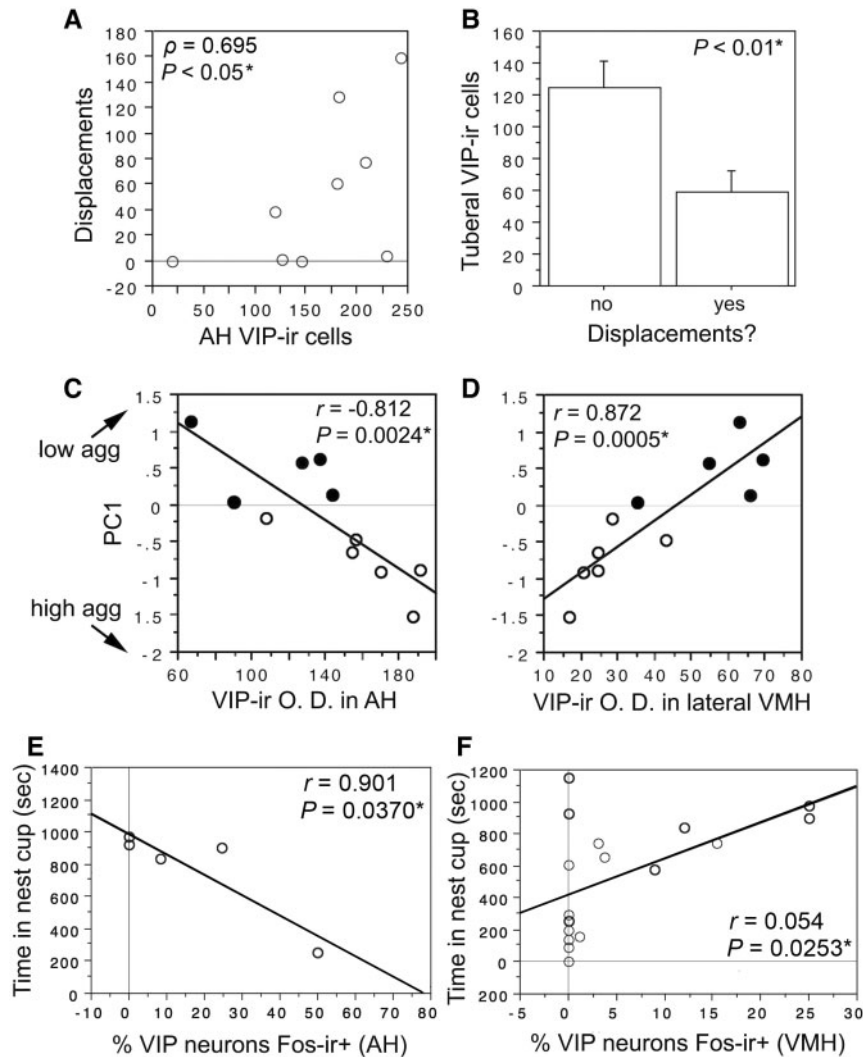 A
ρ = 0.695
P < 0.05*
Displacements
180
160
140
120
100
80
60
40
20
0
-20
0 50 100 150 200 250
AH VIP-ir cells
B
P < 0.01*
Tuberal VIP-ir cells
180
160
140
120
100
80
60
40
20
0
no yes
Displacements?
C
r = -0.812
P = 0.0024*
low agg
high agg
PC1
1.5
1
.5
0
-.5
-1
1.5
-2
60 100 140 180
VIP-ir O. D. in AH
D
r = 0.872
P = 0.0005*
1.5
1
.5
0
-.5
-1
1.5
-2
10 20 30 40 50 60 70 80
VIP-ir O. D. in lateral VMH
E
r = 0.901
P = 0.0370*
Time in nest cup (sec)
1400
1200
1000
800
600
400
200
0
-10 0 10 20 30 40 50 60 70 80
% VIP neurons Fos-ir+ (AH)
F
r = 0.054
P = 0.0253*
Time in nest cup (sec)
1200
1000
800
600
400
200
0
200
-5 0 5 10 15 20 25 30
% VIP neurons Fos-ir+ (VMH)